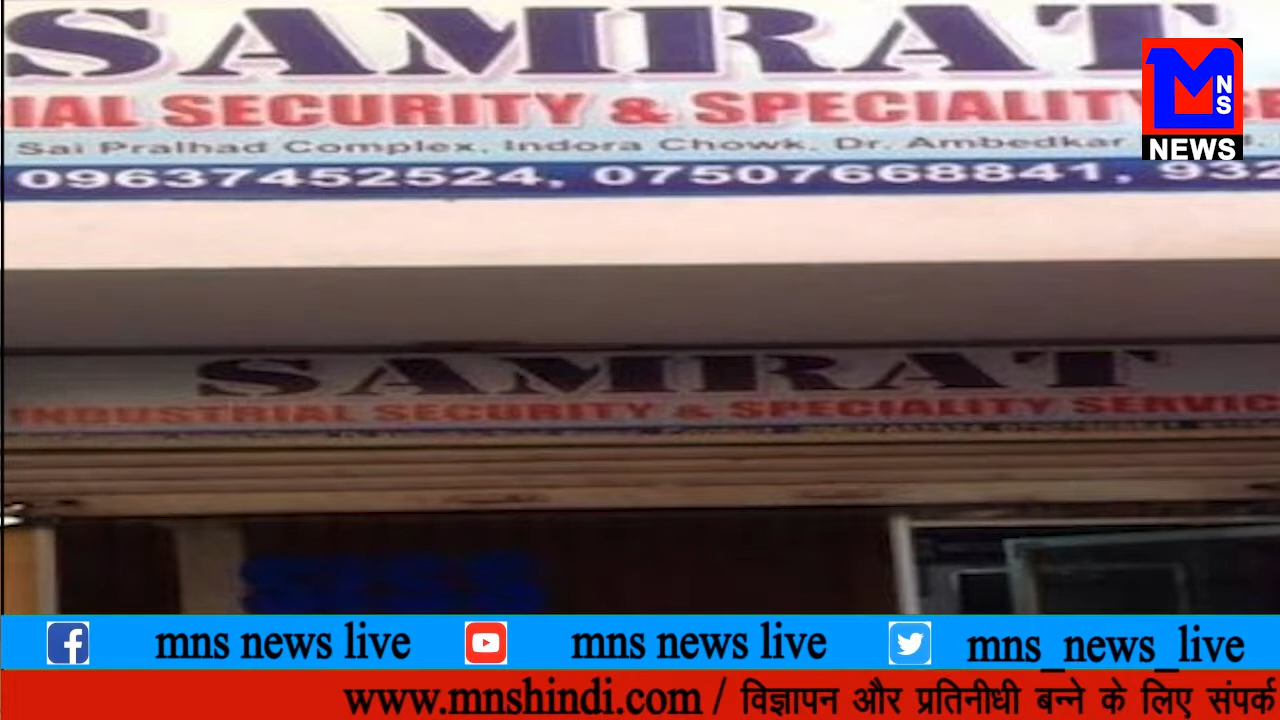 SAMRAT
IAL SECURITY & SPECIALITY
Sai Pralhad Complex, Indora Chowk, Dr. Ambedkar
09637452524, 07507668841, 932
MNS
NEWS
SAMRAT
INDUSTRIAL SECURITY & SPECIALITY SERVIC
mns news live
mns news live
mns_news_live
www.mnshindi.com / विज्ञापन और प्रतिनीधी बन्ने के लिए संपर्क